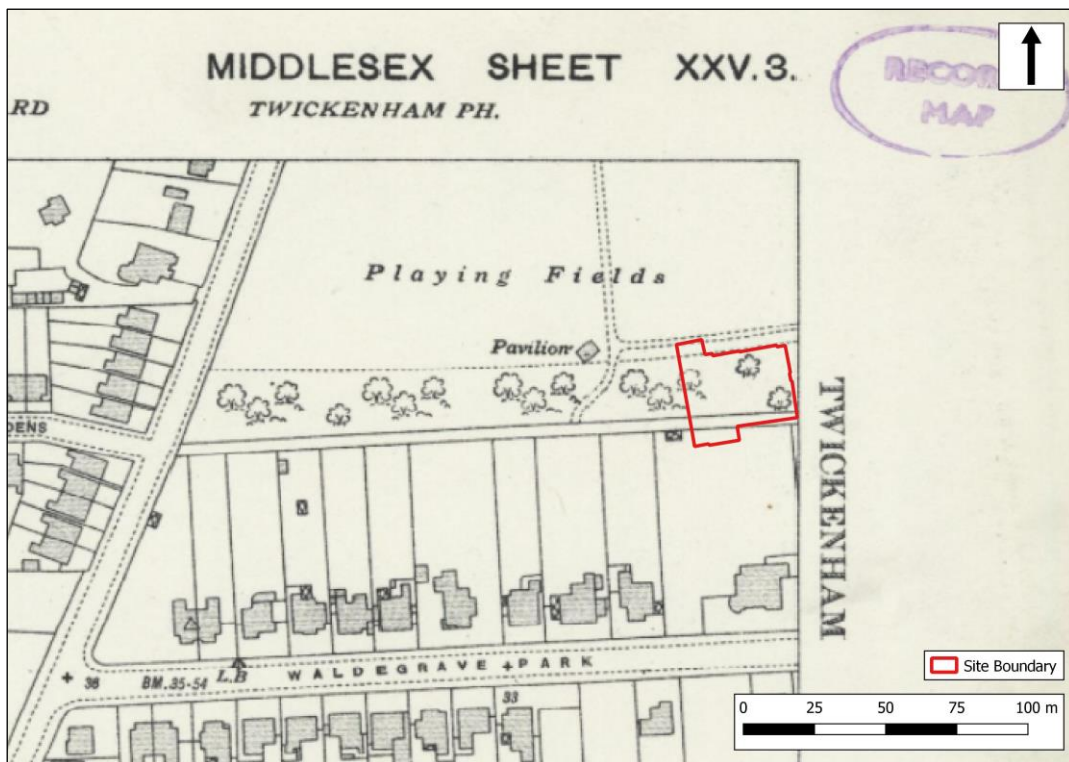 MIDDLESEX SHEET XXV.3.
RD
TWICKENHAM PH.
RECORD
MAP
Playing Fields
Pavilion
DENS
TWICKENHAM
WALDEGRAVE PARK
L.B
36 BM.35-54
33
Site Boundary
0 25 50 75 100 m